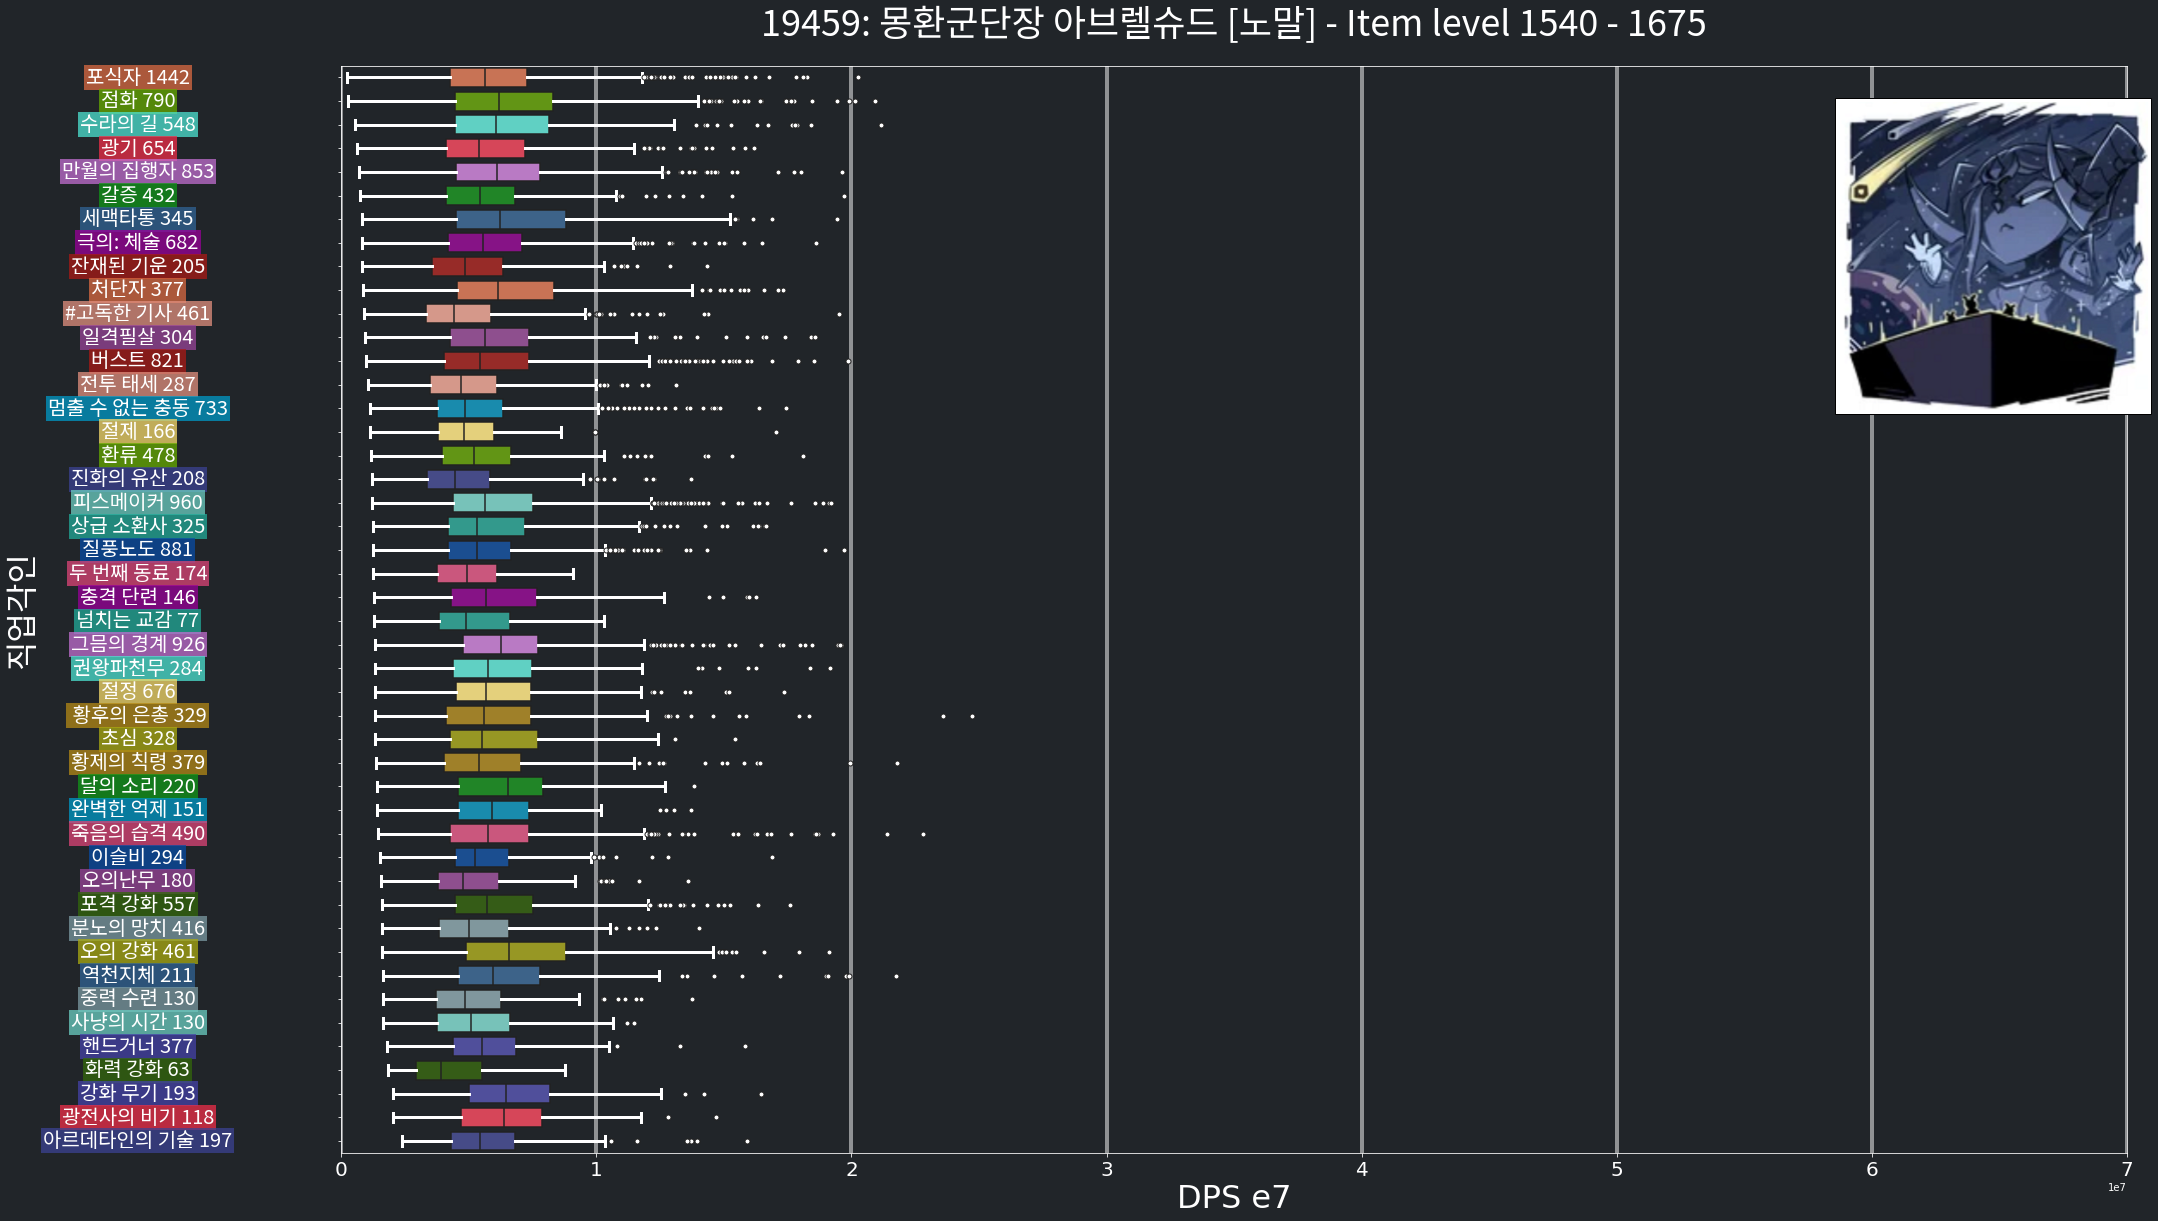 19459: 몽환군단장 아브렐슈드 [노말] - Item level 1540 - 1675
포식자 1442
점화 790
수라의 길 548
광기 654
만월의 집행자 853
갈증 432
세맥타통 345
극의: 체술 682
잔재된 기운 205
처단자 377
#고독한 기사 461
일격필살 304
버스트 821
전투 태세 287
멈출 수 없는 충동 733
절제 166
환류 478
진화의 유산 208
피스메이커 960
상급 소환사 325
질풍노도 881
두 번째 동료 174
충격 단련 146
넘치는 교감 77
그믐의 경계 926
권왕파천무 284
절정 676
황후의 은총 329
초심 328
황제의 칙령 379
달의 소리 220
완벽한 억제 151
죽음의 습격 490
이슬비 294
오의난무 180
포격 강화 557
분노의 망치 416
오의 강화 461
역천지체 211
중력 수련 130
사냥의 시간 130
핸드거너 377
화력 강화 63
강화 무기 193
광전사의 비기 118
아르데타인의 기술 197
직업각인
0 1 2 3 4 5 6 7
1e7
DPS e7